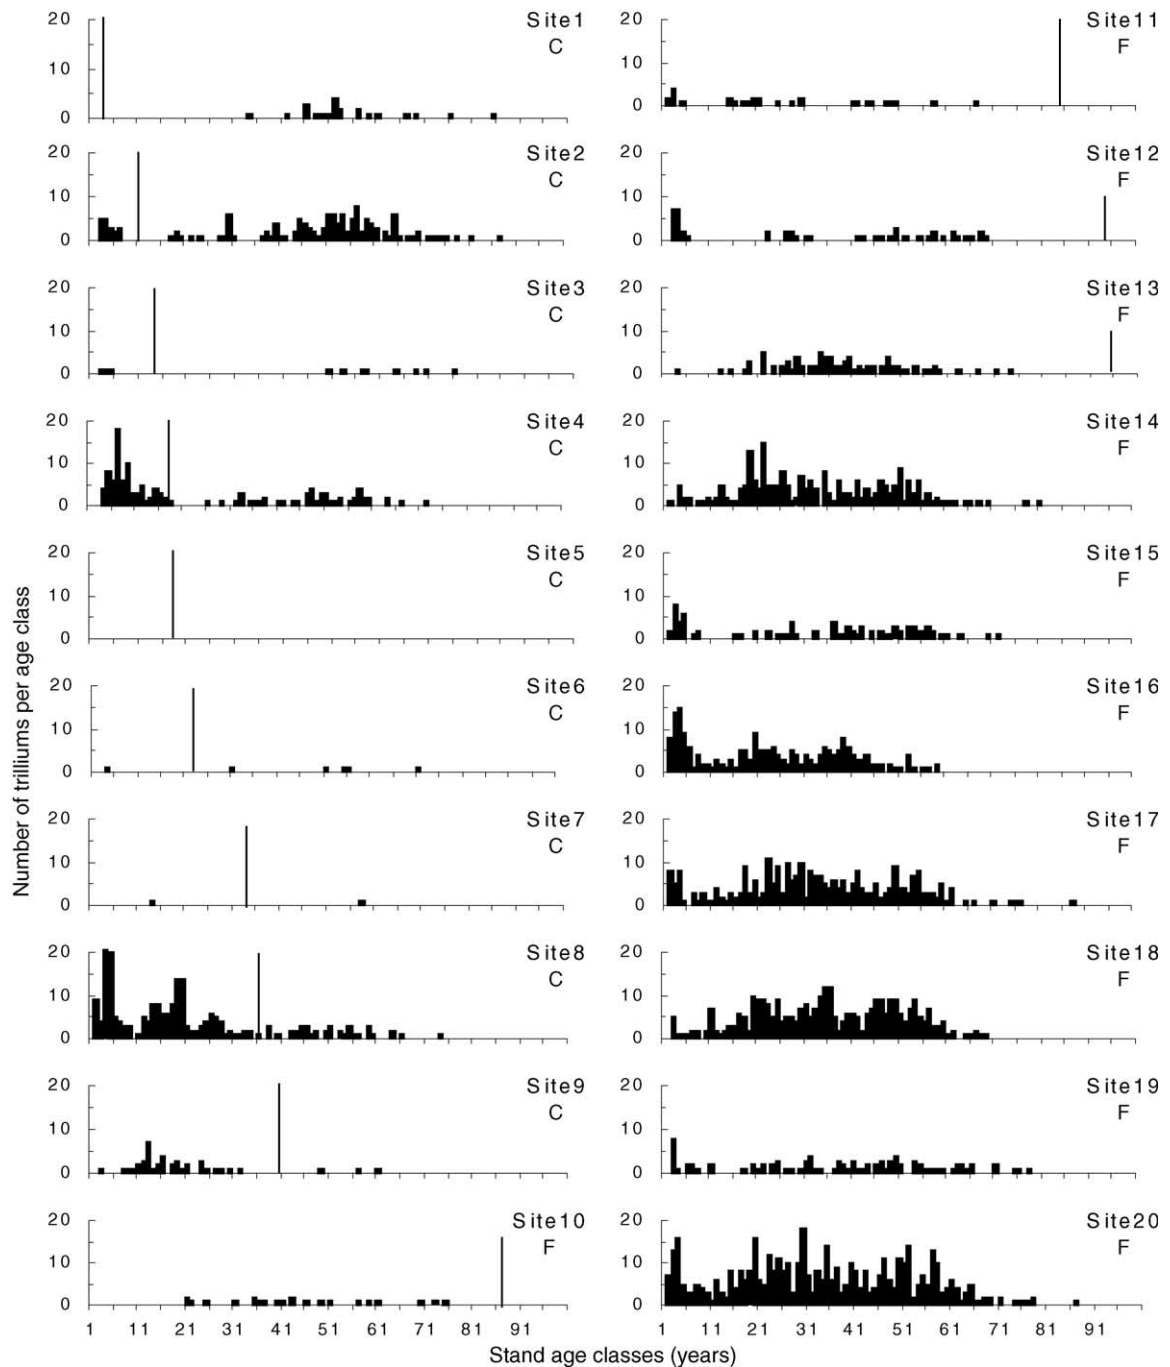 Number of trilliums per age class
20
10
0
Site1
C
20
10
0
Site2
C
20
10
0
Site3
C
20
10
0
Site4
C
20
10
0
Site5
C
20
10
0
Site6
C
20
10
0
Site7
C
20
10
0
Site8
C
20
10
0
Site9
C
20
10
0
Site10
F
1 11 21 31 41 51 61 71 81 91
20
10
0
Site11
F
20
10
0
Site12
F
20
10
0
Site13
F
20
10
0
Site14
F
20
10
0
Site15
F
20
10
0
Site16
F
20
10
0
Site17
F
20
10
0
Site18
F
20
10
0
Site19
F
20
10
0
Site20
F
1 11 21 31 41 51 61 71 81 91
Stand age classes (years)